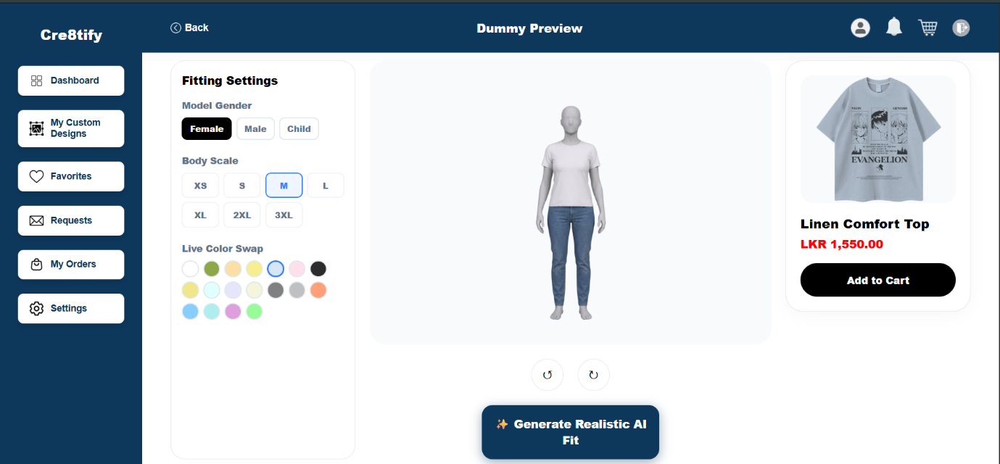 Cre8tify
Back
Dummy Preview
Dashboard
My Custom
Designs
Favorites
Requests
My Orders
Settings
Fitting Settings
Model Gender
Female Male Child
Body Scale
XS S M L
XL 2XL 3XL
Live Color Swap
✨ Generate Realistic AI
Fit
NEON GENESIS
EVANGELION
Linen Comfort Top
LKR 1,550.00
Add to Cart